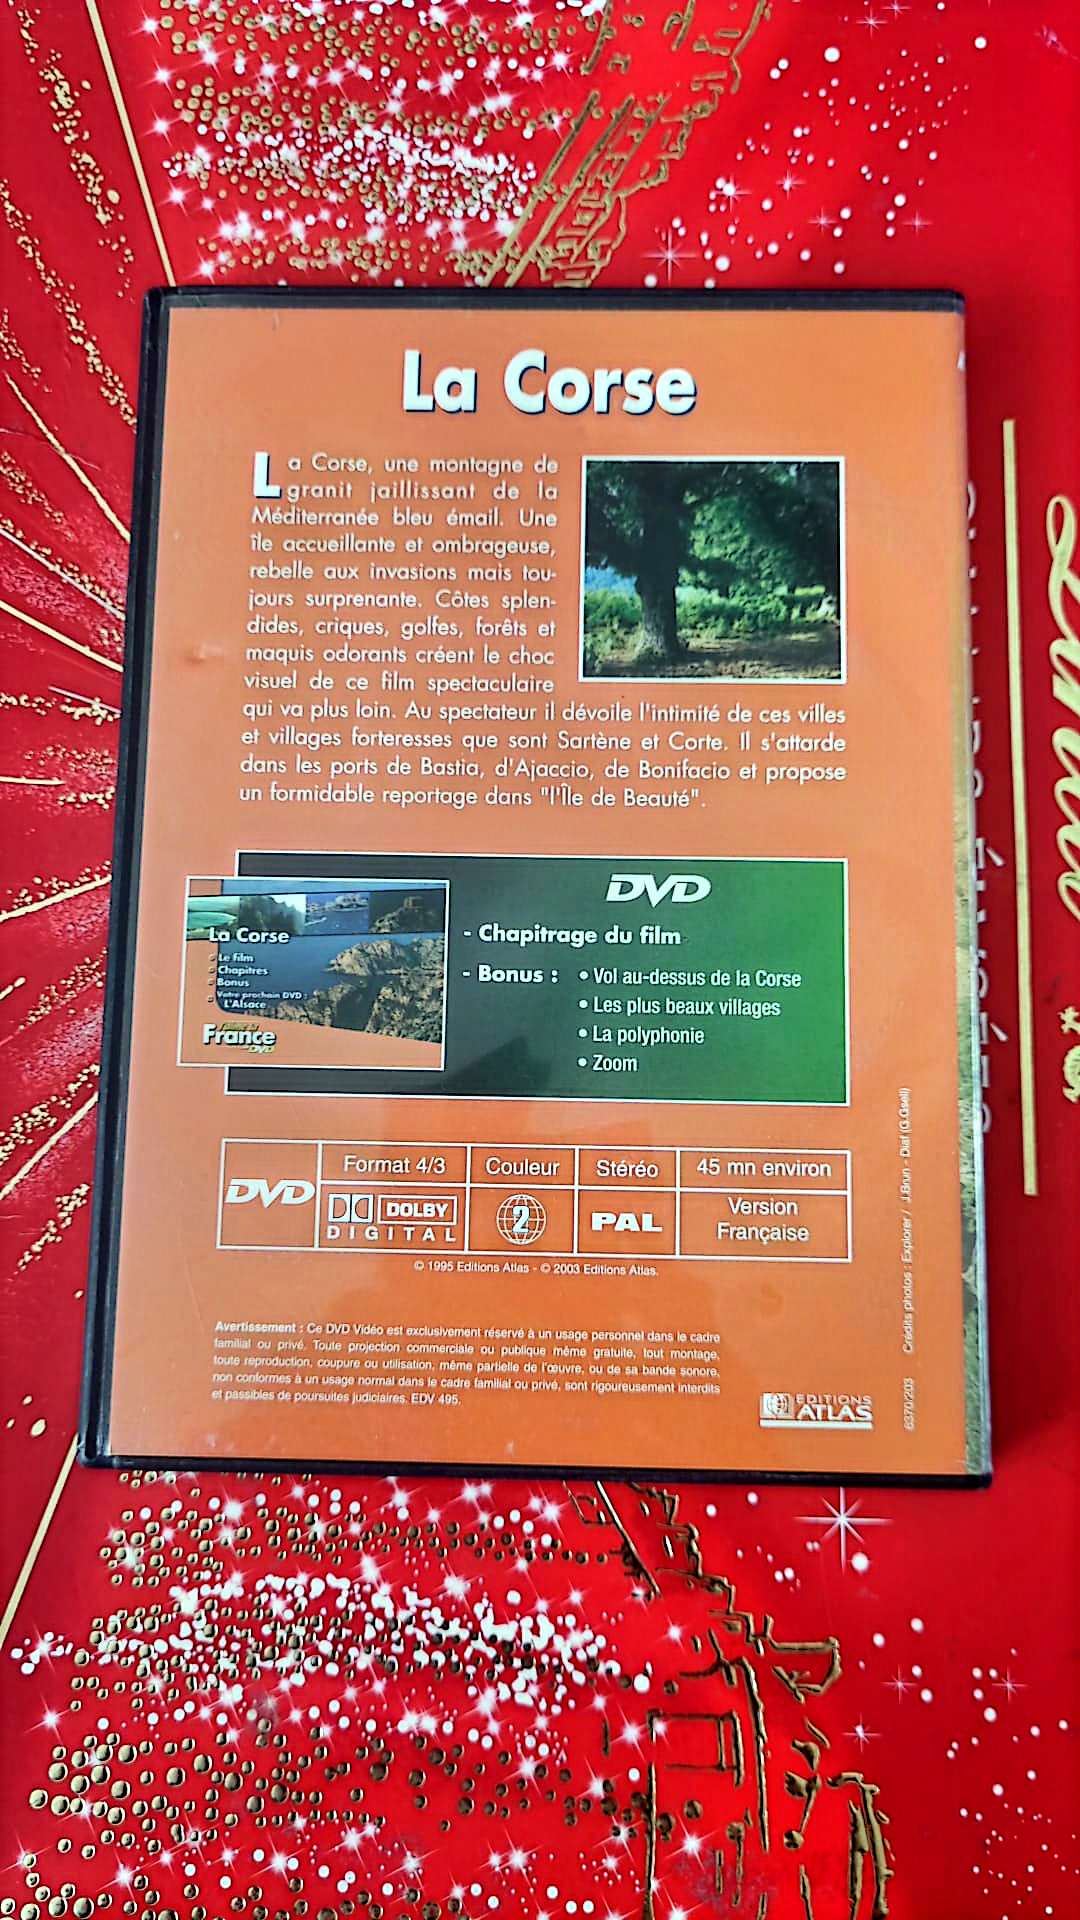 La Corse
La Corse, une montagne de
granit jaillissant de la
Méditerranée bleu émail. Une
île accueillante et ombrageuse,
rebelle aux invasions mais tou-
jours surprenante. Côtes splen-
dides, criques, golfes, forêts et
maquis odorants créent le choc
visuel de ce film spectaculaire
qui va plus loin. Au spectateur il dévoile l'intimité de ces villes
et villages forteresses que sont Sartène et Corte. Il s'attarde
dans les ports de Bastia, d'Ajaccio, de Bonifacio et propose
un formidable reportage dans "l'Île de Beauté".
La Corse
Le film
Chapitres
Bonus
Votre prochain DVD :
L'Alsace
France
DVD
DVD
- Chapitrage du film
- Bonus : • Vol au-dessus de la Corse
• Les plus beaux villages
• La polyphonie
• Zoom
DVD
Format 4/3
Couleur
Stéréo
45 mn environ
DOLBY
DIGITAL
2
PAL
Version
Française
© 1995 Editions Atlas - © 2003 Editions Atlas.
Avertissement : Ce DVD Vidéo est exclusivement réservé à un usage personnel dans le cadre
familial ou privé. Toute projection commerciale ou publique même gratuite, tout montage,
toute reproduction, coupure ou utilisation, même partielle de l'œuvre, ou de sa bande sonore,
non conformes à un usage normal dans le cadre familial ou privé, sont rigoureusement interdits
et passibles de poursuites judiciaires. EDV 495.
EDITIONS
ATLAS
6370/203 Crédits photos : Explorer / J.Brun - Diaf (G.Gsell)